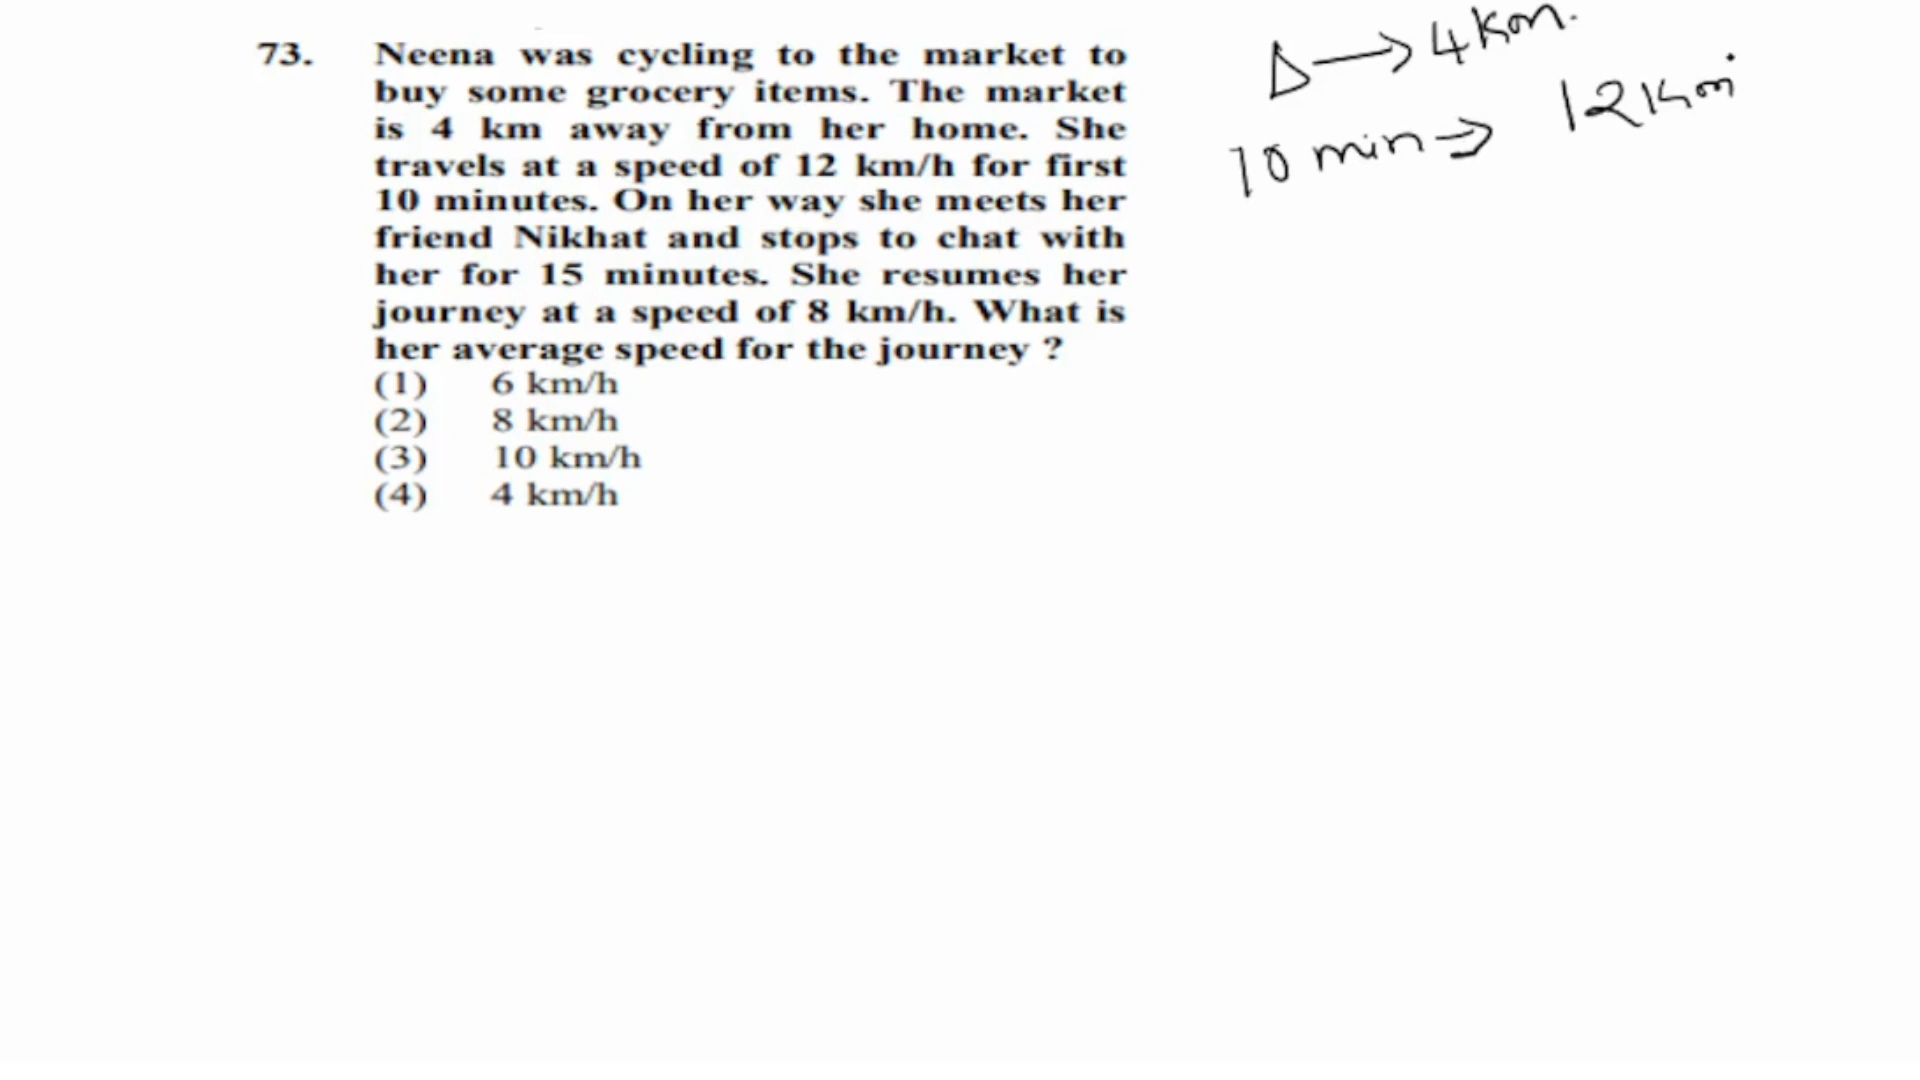 73. Neena was cycling to the market to
buy some grocery items. The market
is 4 km away from her home. She
travels at a speed of 12 km/h for first
10 minutes. On her way she meets her
friend Nikhat and stops to chat with
her for 15 minutes. She resumes her
journey at a speed of 8 km/h. What is
her average speed for the journey ?
(1) 6 km/h
(2) 8 km/h
(3) 10 km/h
(4) 4 km/h
D → 4 Km.
10 min → 12 Km